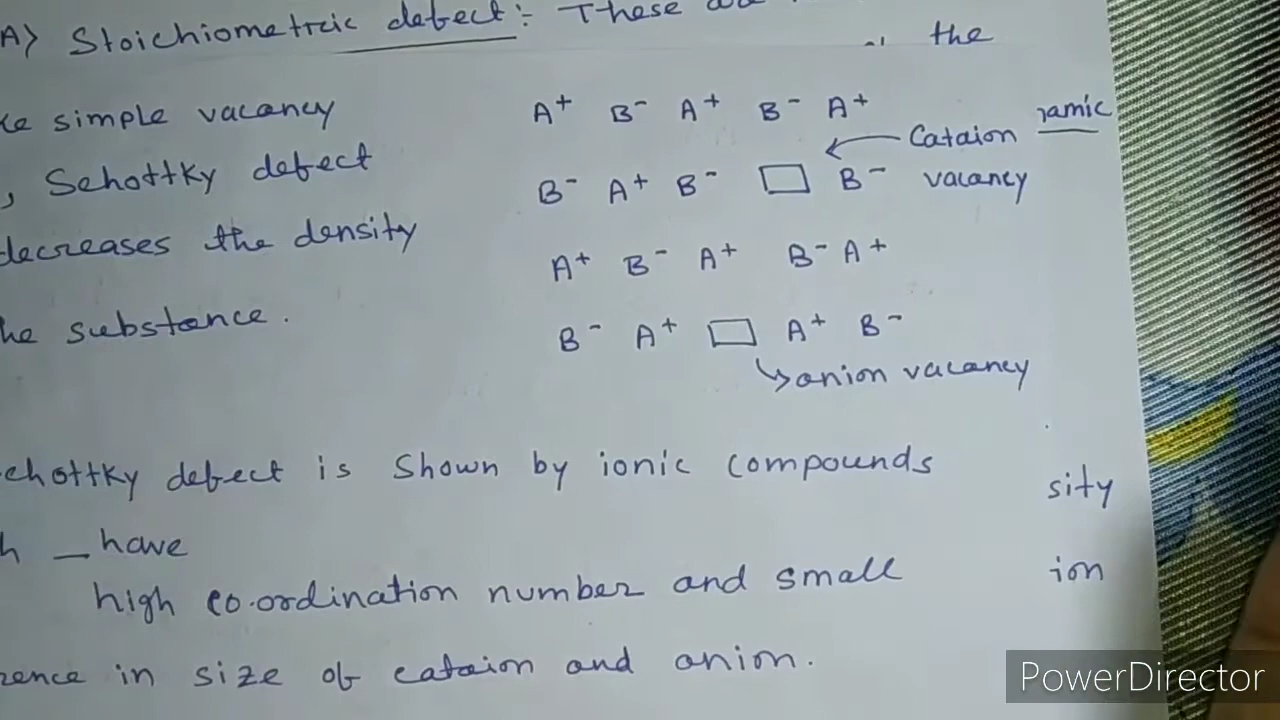 A) Stoichiometric defect :- These
the
simple vacancy
A+ B- A+ B- A+
ramic
← Cataion
, Schottky defect
B- A+ B- □ B- vacancy
decreases the density
A+ B- A+ B- A+
he substance.
B- A+ □ A+ B-
↳ anion vacancy
chottky defect is shown by ionic compounds
sity
h — have
high co.ordination number and small
ion
rence in size of cataion and anion.
PowerDirector